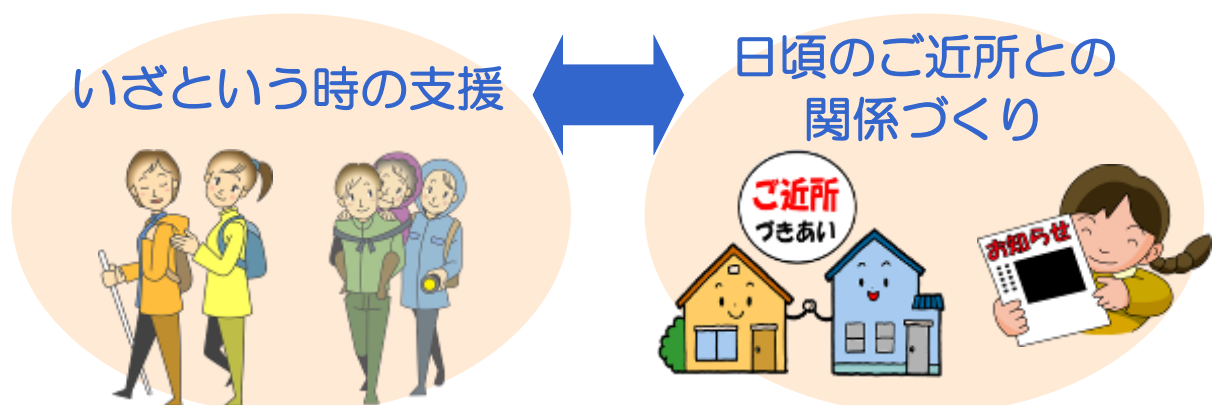 いざという時の支援
日頃のご近所との
関係づくり
ご近所
づきあい
お知らせ